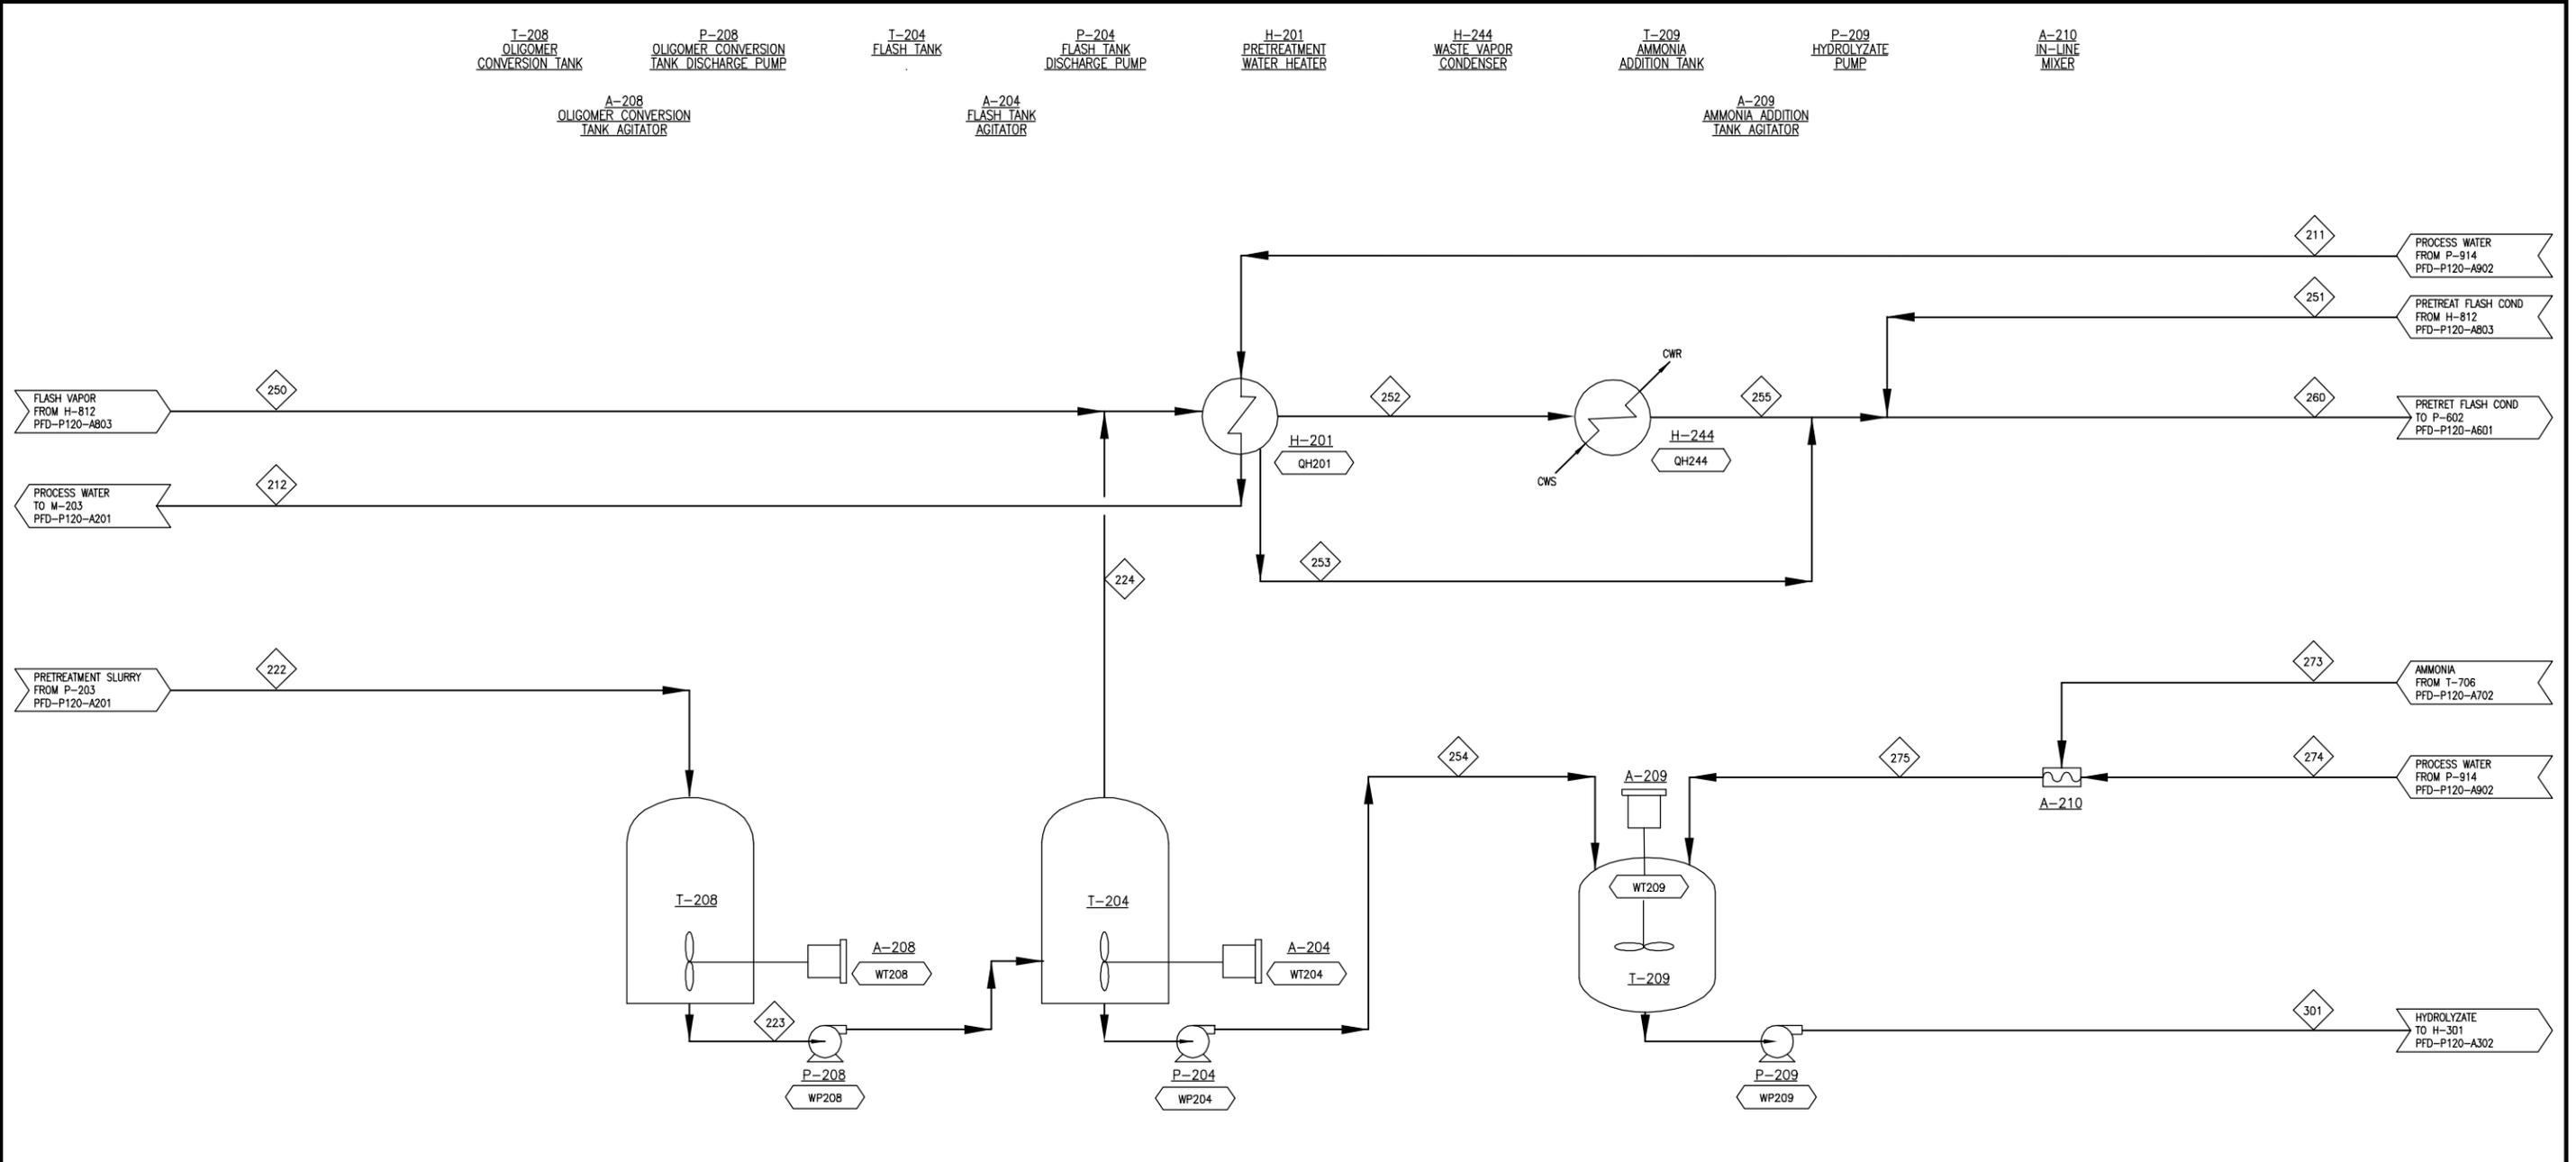 T-208
OLIGOMER
CONVERSION TANK
P-208
OLIGOMER CONVERSION
TANK DISCHARGE PUMP
T-204
FLASH TANK
P-204
FLASH TANK
DISCHARGE PUMP
H-201
PRETREATMENT
WATER HEATER
H-244
WASTE VAPOR
CONDENSER
T-209
AMMONIA
ADDITION TANK
P-209
HYDROLYZATE
PUMP
A-210
IN-LINE
MIXER
A-208
OLIGOMER CONVERSION
TANK AGITATOR
A-204
FLASH TANK
AGITATOR
A-209
AMMONIA ADDITION
TANK AGITATOR
211
PROCESS WATER
FROM P-914
PFD-P120-A902
251
PRETREAT FLASH COND
FROM H-812
PFD-P120-A803
CWR
250
FLASH VAPOR
FROM H-812
PFD-P120-A803
252
255
260
PRETRET FLASH COND
TO P-602
PFD-P120-A601
H-201
QH201
H-244
QH244
CWS
212
PROCESS WATER
TO M-203
PFD-P120-A201
253
224
222
PRETREATMENT SLURRY
FROM P-203
PFD-P120-A201
273
AMMONIA
FROM T-706
PFD-P120-A702
254
A-209
275
274
PROCESS WATER
FROM P-914
PFD-P120-A902
A-210
WT209
T-208
T-204
A-208
WT208
A-204
WT204
T-209
223
301
HYDROLYZATE
TO H-301
PFD-P120-A302
P-208
WP208
P-204
WP204
P-209
WP209